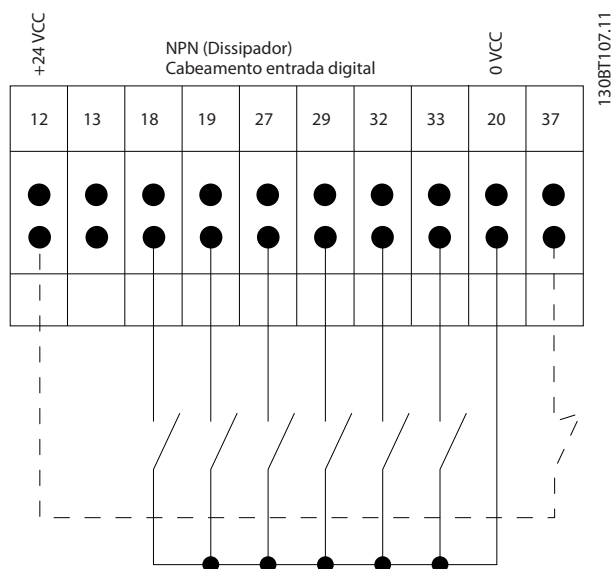 +24 VCC
NPN (Dissipador)
Cabeamento entrada digital
0 VCC
130BT107.11
12 13 18 19 27 29 32 33 20 37